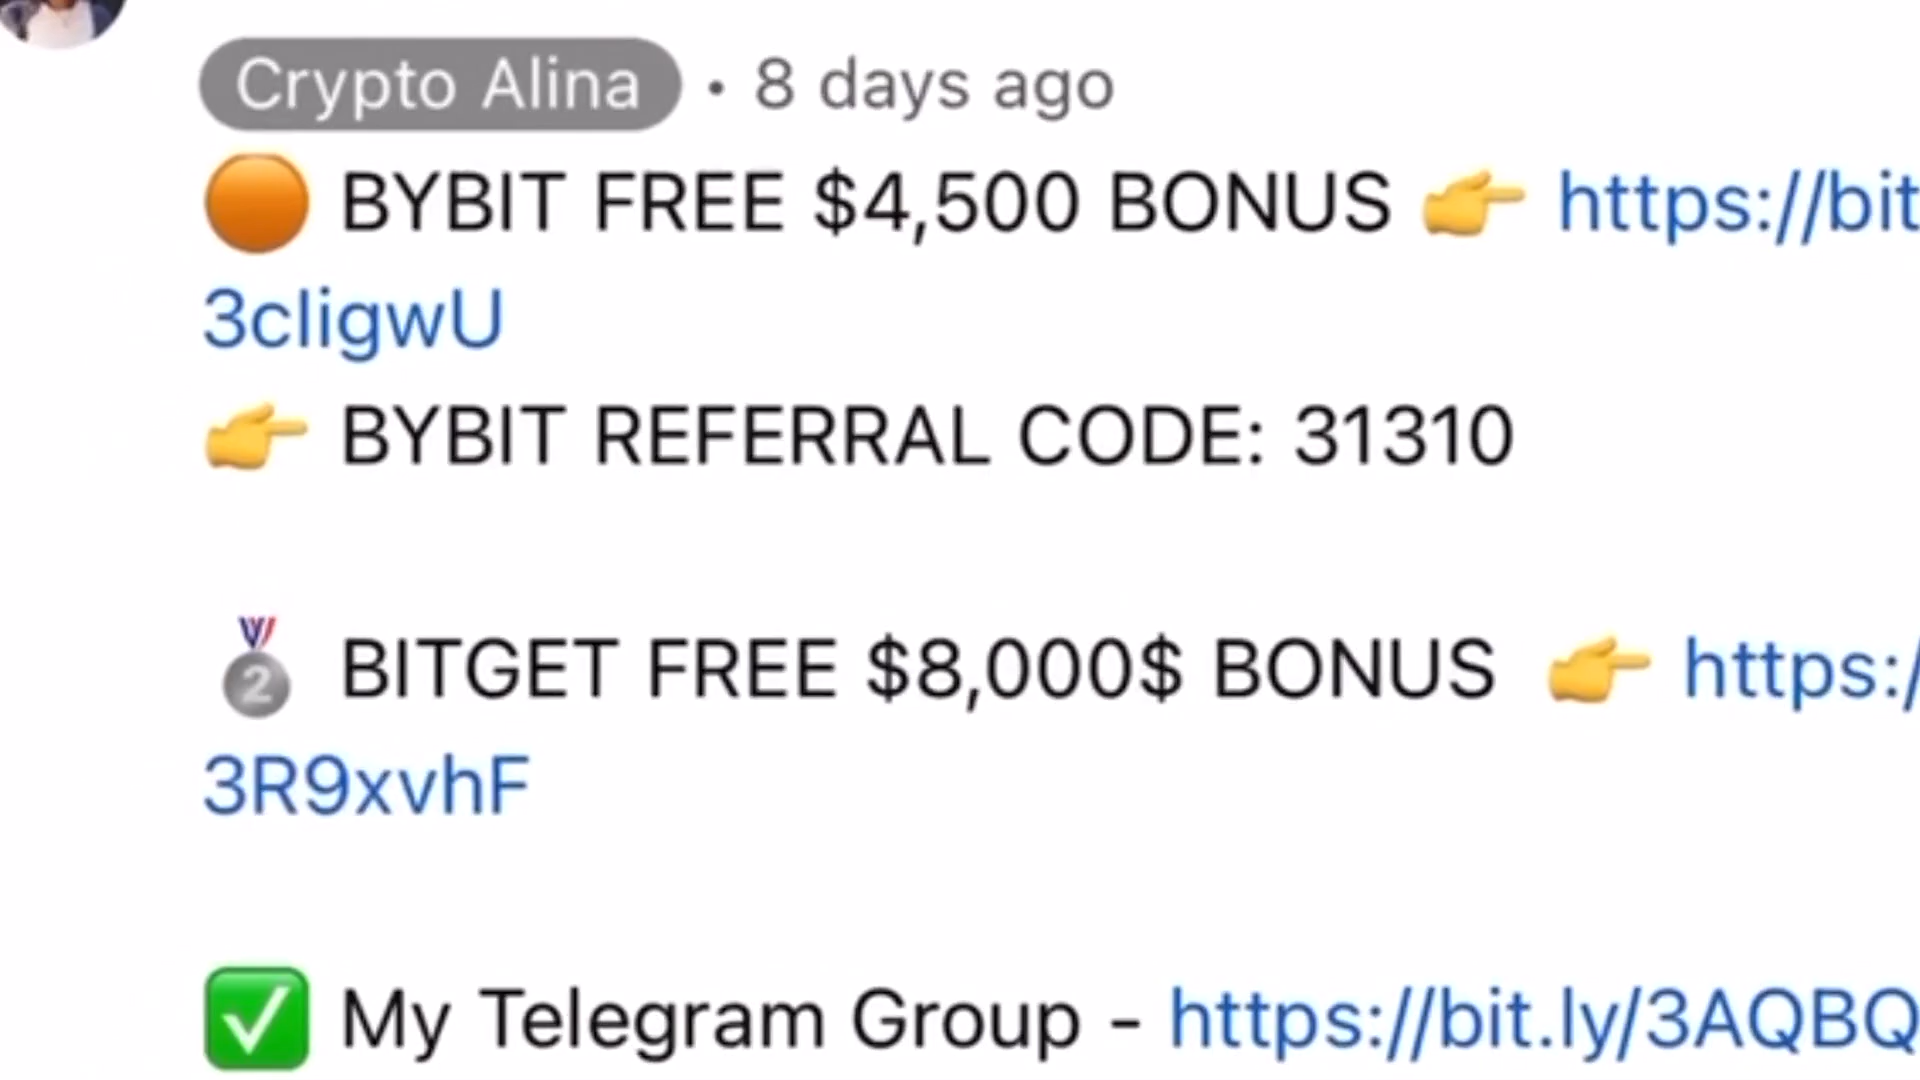 Crypto Alina • 8 days ago
BYBIT FREE $4,500 BONUS https://bit
3cIigwU
BYBIT REFERRAL CODE: 31310
BITGET FREE $8,000$ BONUS https:/
3R9xvhF
My Telegram Group - https://bit.ly/3AQBQ